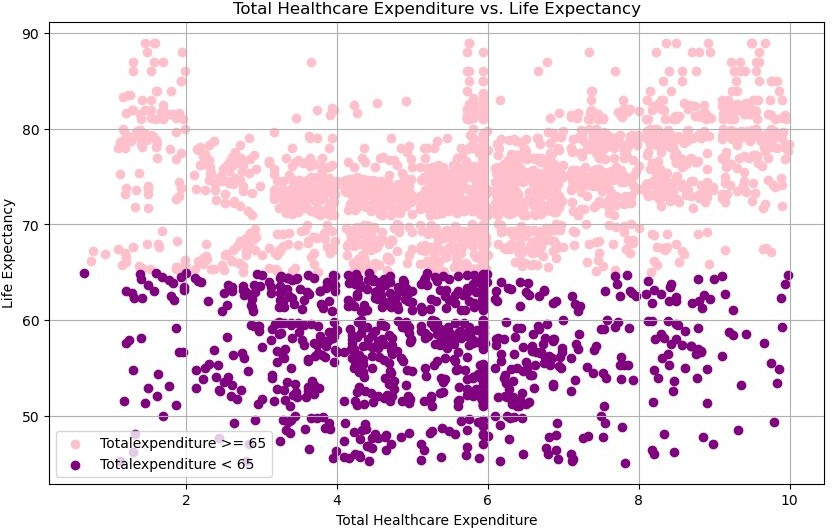 Total Healthcare Expenditure vs. Life Expectancy
90
80
70
60
50
Life Expectancy
Totalexpenditure >= 65
Totalexpenditure < 65
2 4 6 8 10
Total Healthcare Expenditure